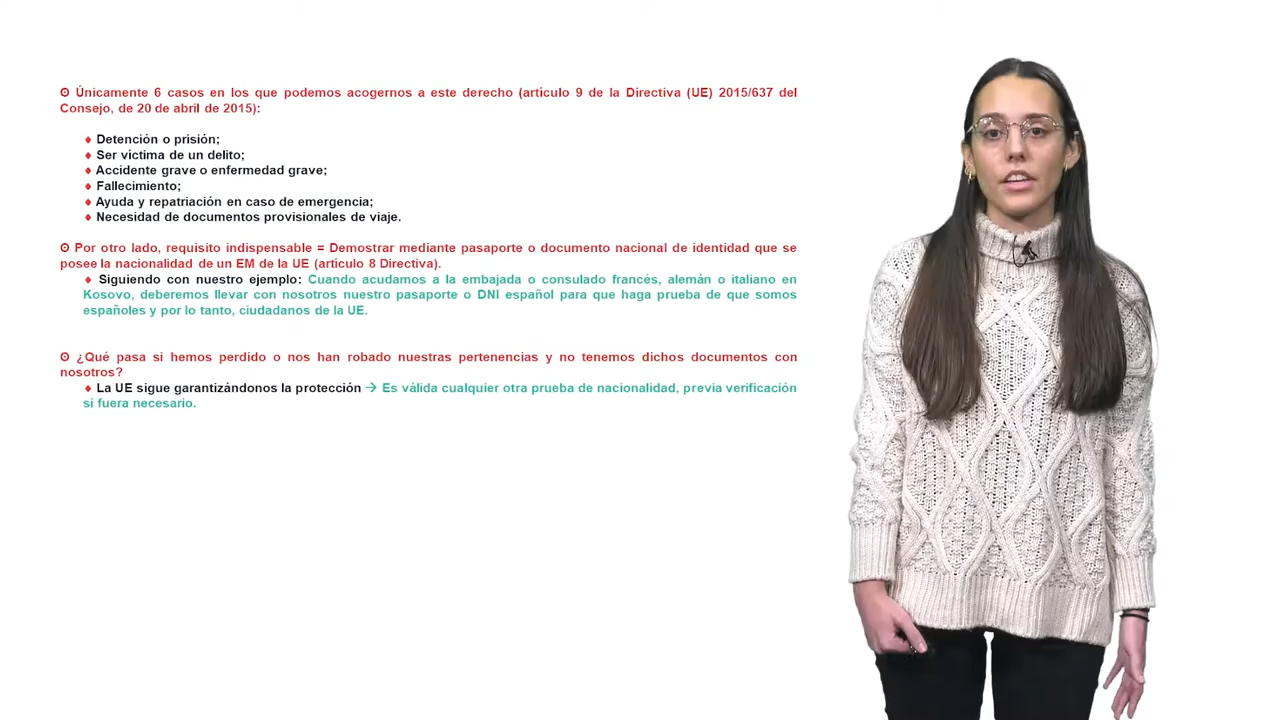 ʘ Únicamente 6 casos en los que podemos acogernos a este derecho (artículo 9 de la Directiva (UE) 2015/637 del
Consejo, de 20 de abril de 2015):
♦ Detención o prisión;
♦ Ser víctima de un delito;
♦ Accidente grave o enfermedad grave;
♦ Fallecimiento;
♦ Ayuda y repatriación en caso de emergencia;
♦ Necesidad de documentos provisionales de viaje.
ʘ Por otro lado, requisito indispensable = Demostrar mediante pasaporte o documento nacional de identidad que se
posee la nacionalidad de un EM de la UE (artículo 8 Directiva).
♦ Siguiendo con nuestro ejemplo: Cuando acudamos a la embajada o consulado francés, alemán o italiano en
Kosovo, deberemos llevar con nosotros nuestro pasaporte o DNI español para que haga prueba de que somos
españoles y por lo tanto, ciudadanos de la UE.
ʘ ¿Qué pasa si hemos perdido o nos han robado nuestras pertenencias y no tenemos dichos documentos con
nosotros?
♦ La UE sigue garantizándonos la protección → Es válida cualquier otra prueba de nacionalidad, previa verificación
si fuera necesario.